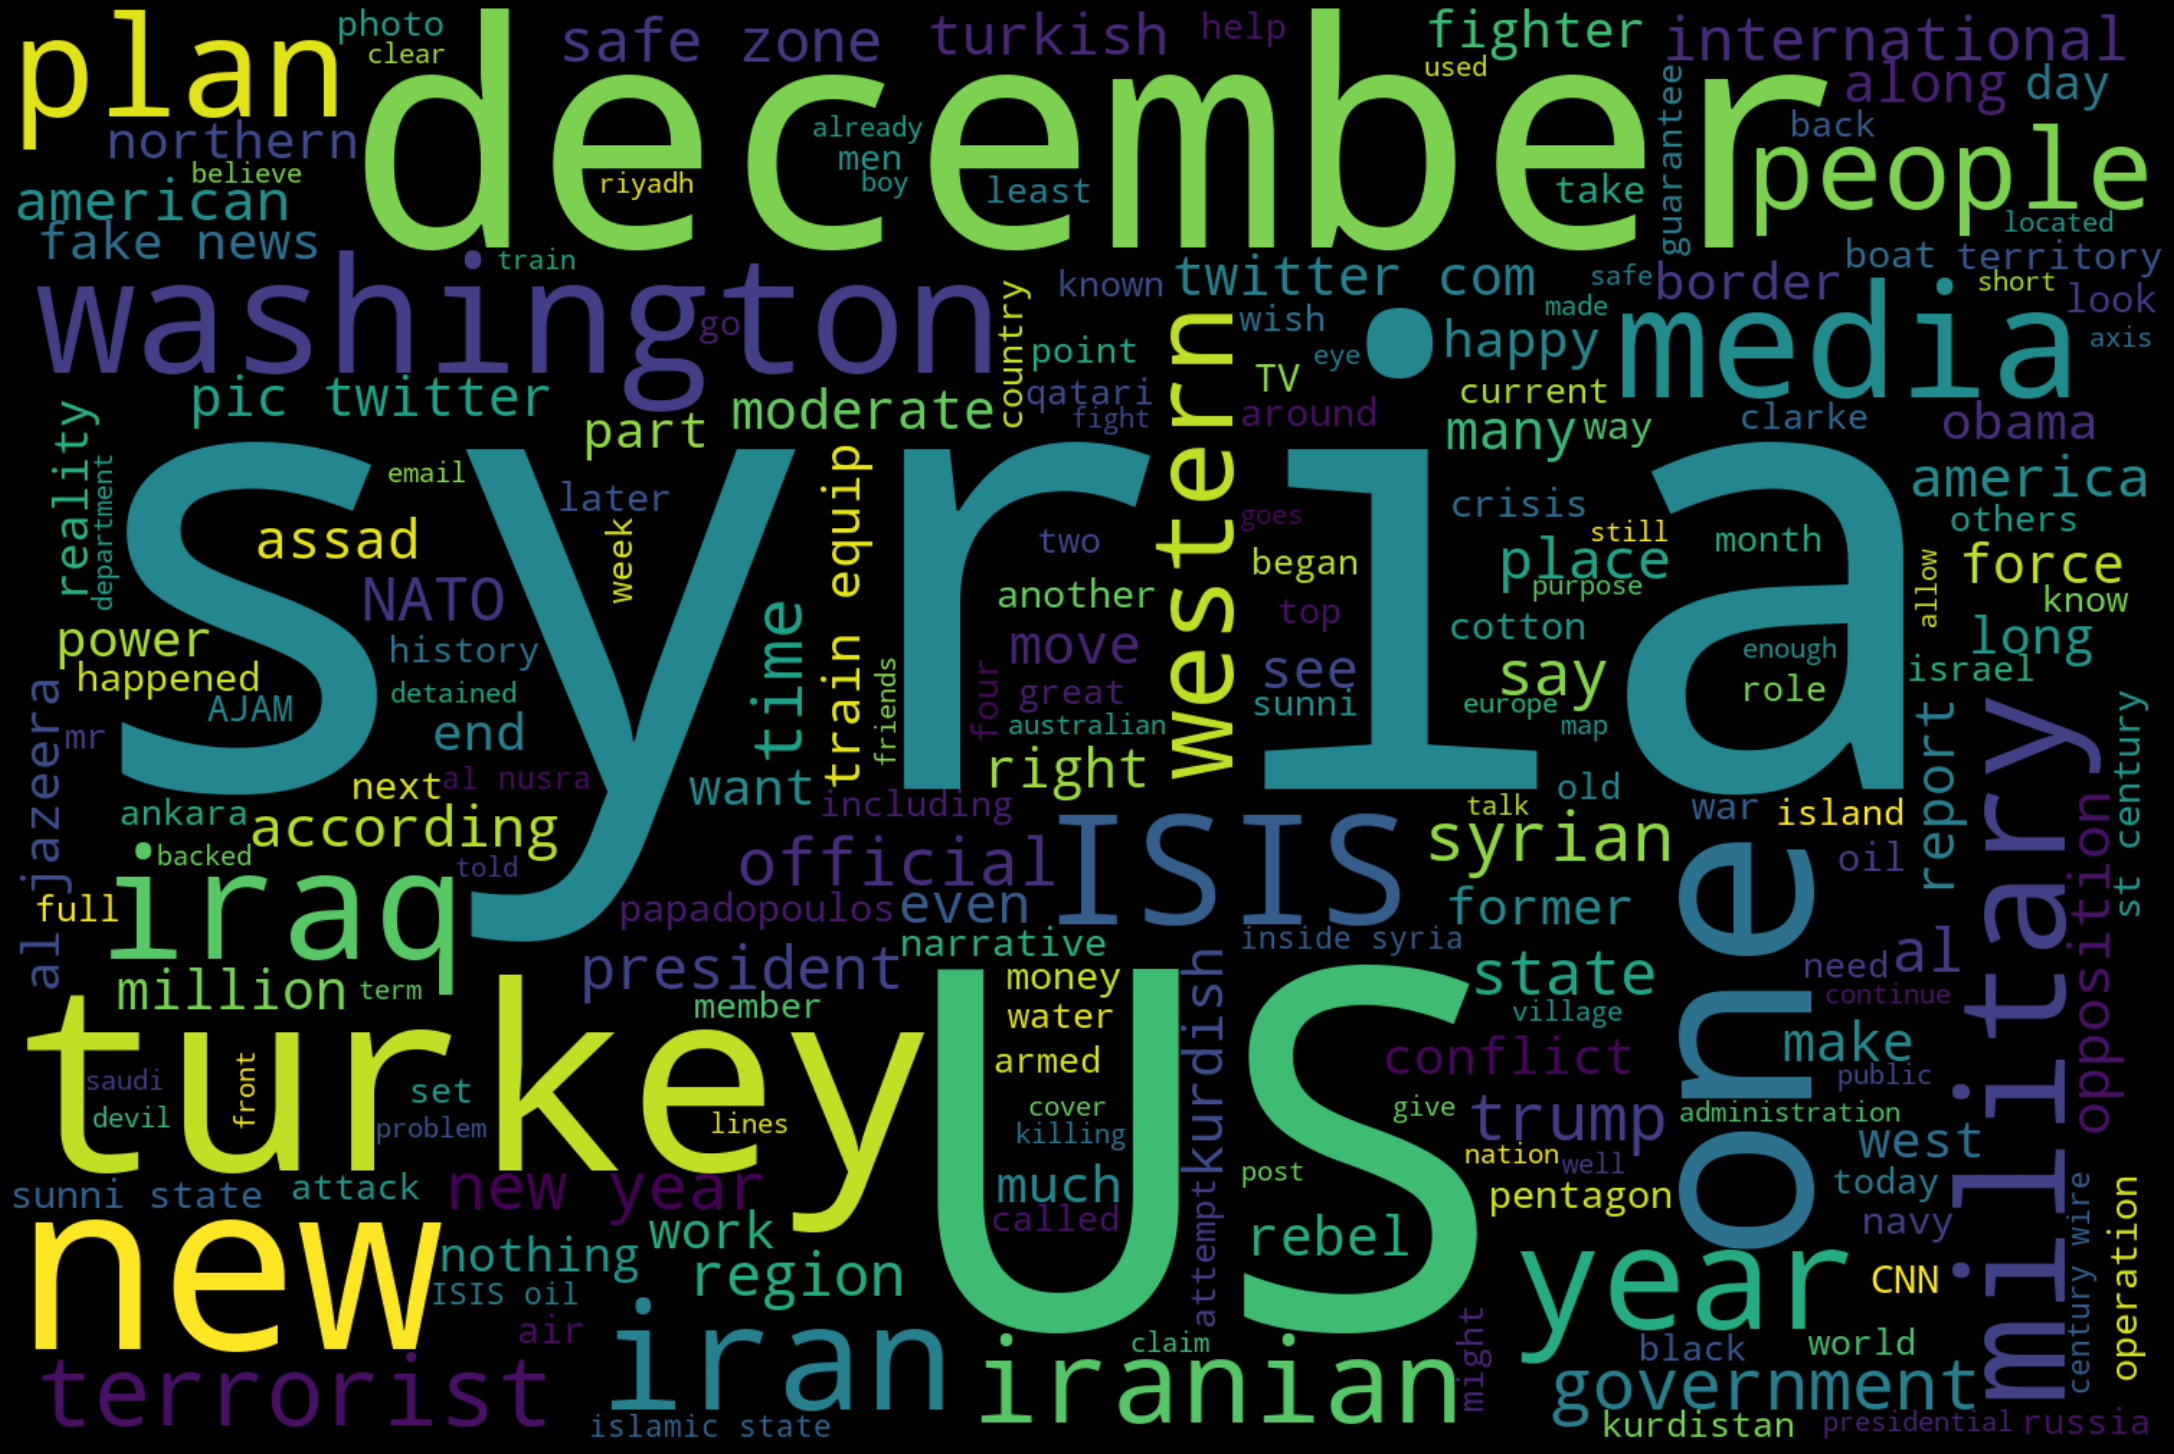 plan
photo
clear
december
safe zone
turkish
help
fighter
used
international
along
day
northern
believe
american
fake news
already
men
boy
riyadh
least
take
guarantee
back
people
located
train
washington
go
known
twitter com
safe
border
boat
territory
short
look
made
wish
eye
happy
media
axis
country
point
pic twitter
moderate
part
qatari
fight
western
TV
around
current
many
way
clarke
obama
reality
department
email
later
week
assad
NATO
syria
train equip
two
goes
began
crisis
still
place
purpose
month
america
others
force
allow
know
power
happened
history
AJAM
detained
end
time
friends
another
move
four
great
australian
top
see
sunni
cotton
say
europe
map
enough
role
long
israel
al jazeera
mr
next
al nusra
want
right
including
old
talk
war
island
report
military
st century
ankara
according
backed
told
iraq
full
official
ISIS
syrian
one
oil
opposition
papadopoulos
even
former
narrative
inside syria
million
term
president
member
money
water
armed
kurdish
state
village
need
al
continue
turkey
saudi
devil
front
set
problem
lines
US
cover
killing
conflict
give
trump
make
public
administration
west
sunni state
attack
new year
much
called
attempt
post
nation
well
pentagon
today
navy
century wire
operation
new
nothing
work
region
ISIS oil
air
rebel
year
CNN
terrorist
iran
islamic state
iranian
claim
might
black
world
government
kurdistan
presidential
russia